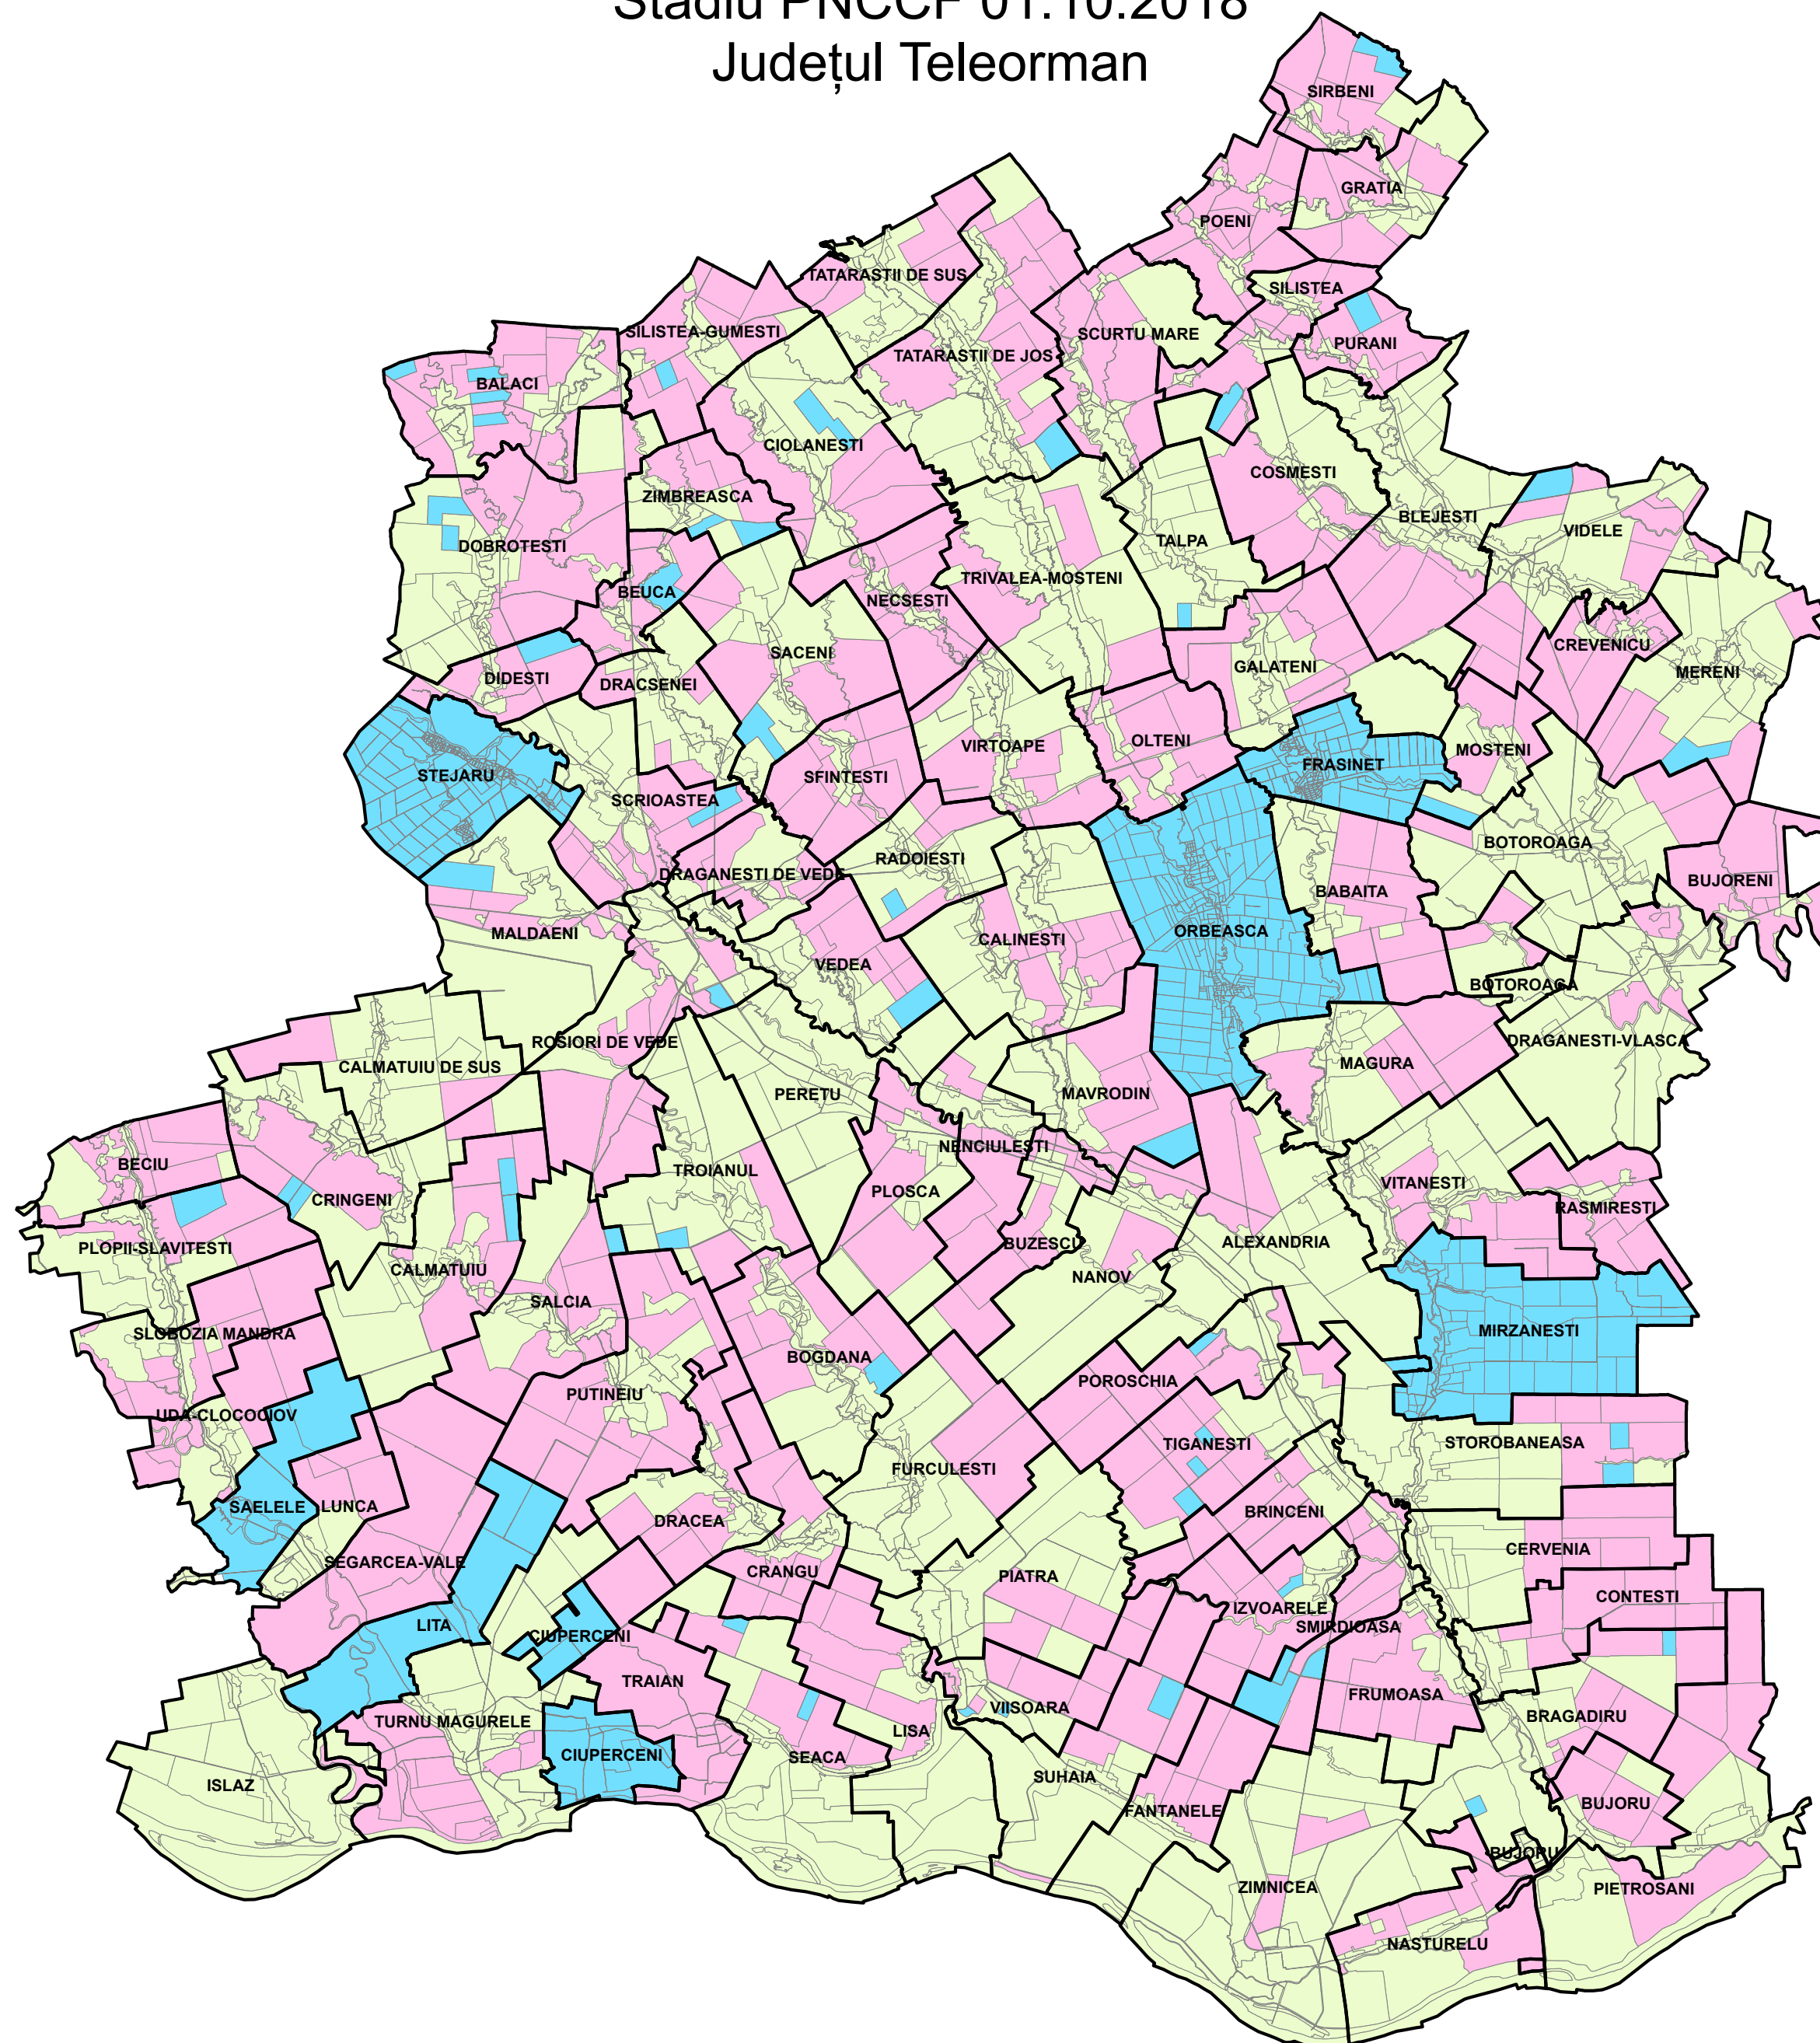 Stadiu PNCCF 01.10.2018
Județul Teleorman
SIRBENI
GRATIA
POENI
TATARASTII DE SUS
SILISTEA
SILISTEA-GUMESTI
SCURTU MARE
PURANI
TATARASTII DE JOS
BALACI
CIOLANESTI
COSMESTI
ZIMBREASCA
BLEJESTI
VIDELE
DOBROTESTI
TALPA
TRIVALEA-MOSTENI
BEUCA
NECSESTI
CREVENICU
SACENI
GALATENI
MERENI
DIDESTI
DRACSENEI
OLTENI
VIRTOAPE
MOSTENI
FRASINET
STEJARU
SFINTESTI
SCRIOASTEA
BOTOROAGA
RADOIESTI
DRAGANESTI DE VEDE
BUJORENI
BABAITA
MALDAENI
CALINESTI
ORBEASCA
VEDEA
BOTOROAGA
ROSIORI DE VEDE
DRAGANESTI-VLASCA
CALMATUIU DE SUS
MAGURA
PERETU
MAVRODIN
NENCIULESTI
BECIU
TROIANUL
CRINGENI
PLOSCA
VITANESTI
RASMIRESTI
PLOPII-SLAVITESTI
BUZESCU
ALEXANDRIA
CALMATUIU
NANOV
SALCIA
SLOBOZIA MANDRA
MIRZANESTI
BOGDANA
POROSCHIA
PUTINEIU
UDA-CLOCOCIOV
TIGANESTI
STOROBANEASA
FURCULESTI
SAELELE
LUNCA
DRACEA
BRINCENI
SEGARCEA-VALE
CERVENIA
CRANGU
PIATRA
CONTESTI
IZVOARELE
LITA
SMIRDIOASA
CIUPERCENI
TRAIAN
FRUMOASA
VIISOARA
BRAGADIRU
TURNU MAGURELE
LISA
CIUPERCENI
SEACA
SUHAIA
ISLAZ
BUJORU
FANTANELE
BUJORU
ZIMNICEA
PIETROSANI
NASTURELU